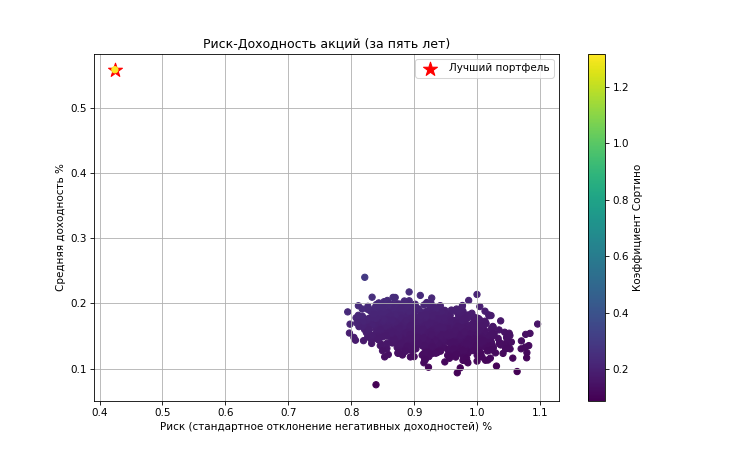 Риск-Доходность акций (за пять лет)
Лучший портфель
Средняя доходность %
0.5
0.4
0.3
0.2
0.1
0.4 0.5 0.6 0.7 0.8 0.9 1.0 1.1
Риск (стандартное отклонение негативных доходностей) %
1.2
1.0
0.8
0.6
0.4
0.2
Коэффициент Сортино